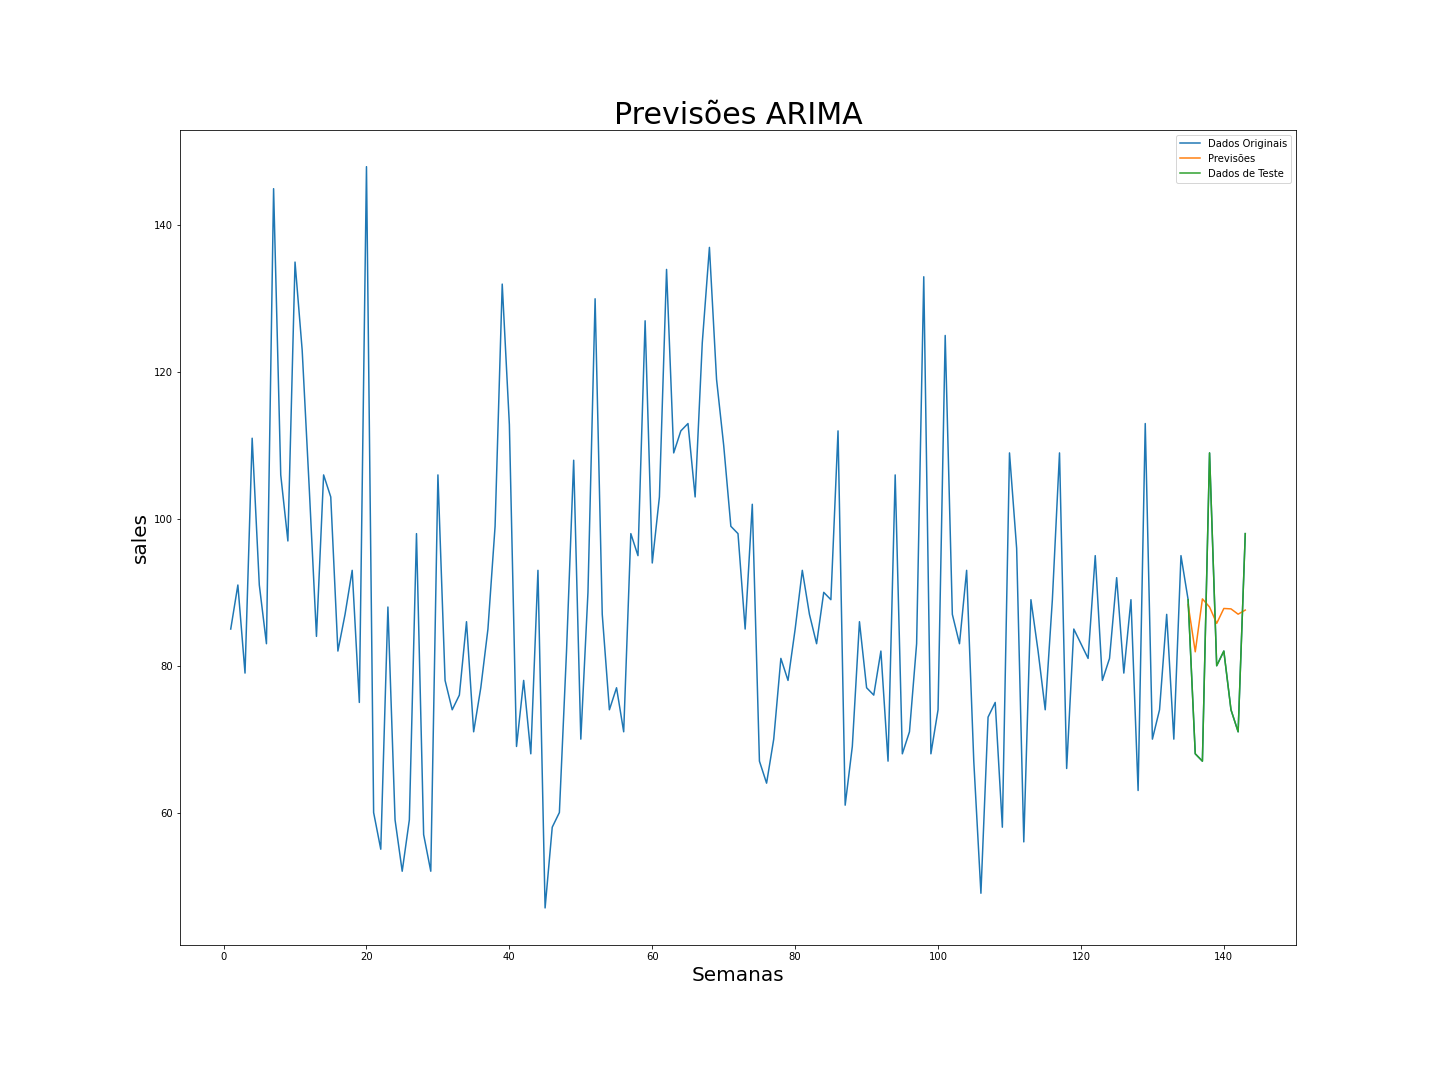 Previsões ARIMA
Dados Originais
Previsões
Dados de Teste
140
120
100
80
60
sales
0 20 40 60 80 100 120 140
Semanas